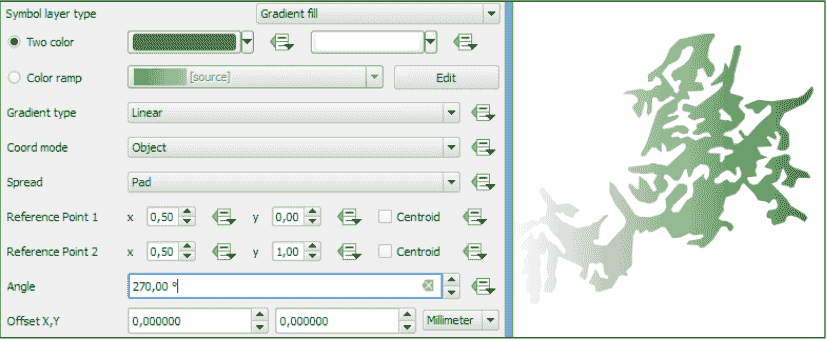 Symbol layer type Gradient fill
Two color
Color ramp [source] Edit
Gradient type Linear
Coord mode Object
Spread Pad
Reference Point 1 x 0,50 y 0,00 Centroid
Reference Point 2 x 0,50 y 1,00 Centroid
Angle 270,00 °
Offset X,Y 0,000000 0,000000 Millimeter